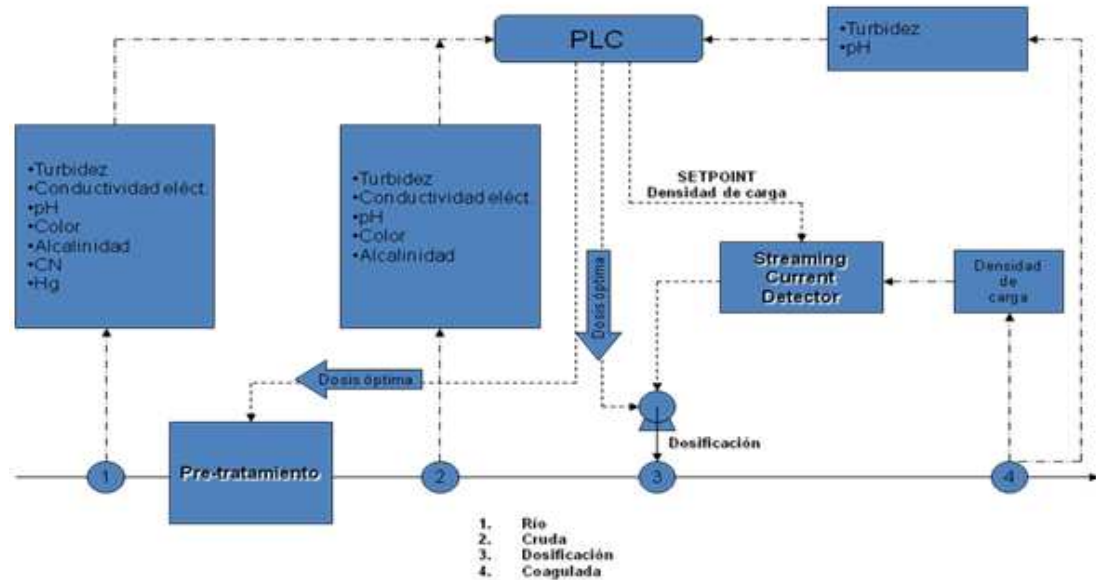 PLC
•Turbidez
•pH
•Turbidez
•Conductividad eléct.
•pH
•Color
•Alcalinidad
•CN
•Hg
•Turbidez
•Conductividad eléct.
•pH
•Color
•Alcalinidad
SETPOINT
Densidad de carga
Streaming
Current
Detector
Densidad
de
carga
Dosis óptima
Dosis óptima
Dosificación
Pre-tratamiento
1
2
3
4
1. Río
2. Cruda
3. Dosificación
4. Coagulada